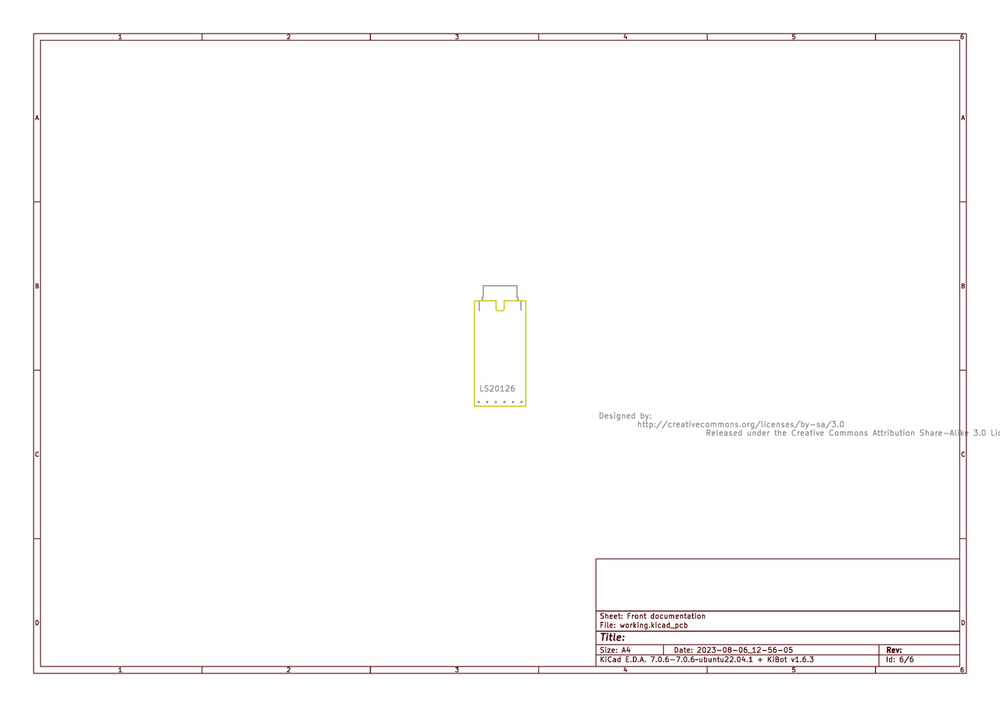 1 2 3 4 5 6
A A
B B
LS20126
Designed by:
http://creativecommons.org/licenses/by-sa/3.0
Released under the Creative Commons Attribution Share-Alike 3.0 Lic
C C
Sheet: Front documentation
File: working.kicad_pcb
D D
Title:
Size: A4 Date: 2023-08-06_12-56-05 Rev:
KiCad E.D.A. 7.0.6-7.0.6-ubuntu22.04.1 + KiBot v1.6.3 Id: 6/6
1 2 3 4 5 6